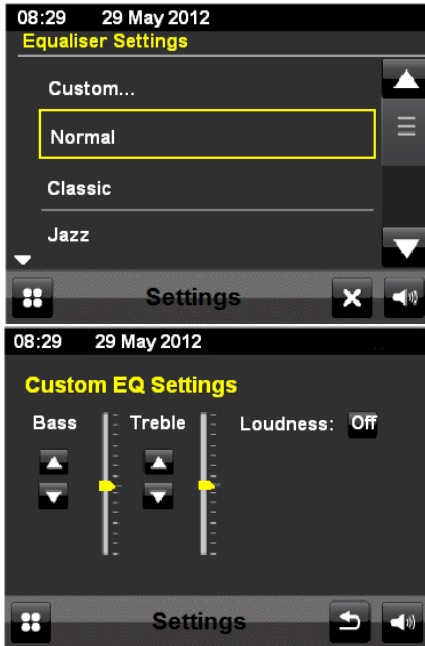 08:29 29 May 2012
Equaliser Settings
Custom...
Normal
Classic
Jazz
Settings
08:29 29 May 2012
Custom EQ Settings
Bass Treble Loudness: Off
Settings